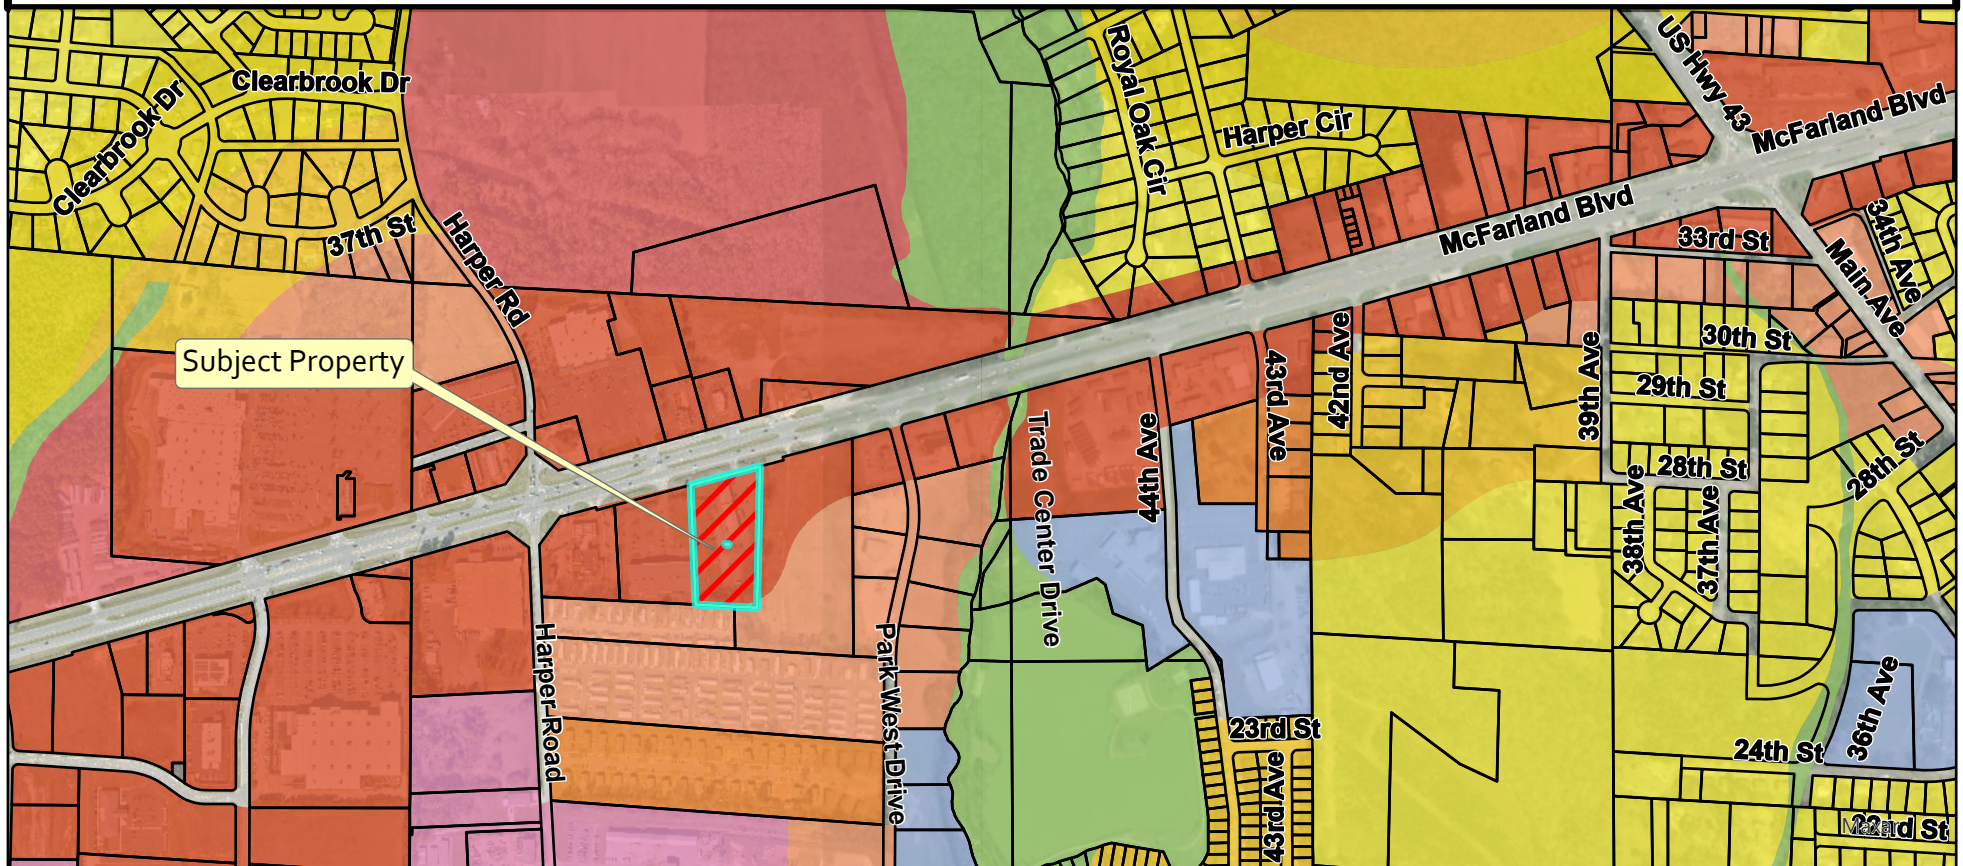 Clearbrook Dr
Clearbrook Dr
37th St
Harper Rd
Subject Property
Royal Oak Cir
Harper Cir
US Hwy 43
McFarland Blvd
McFarland Blvd
33rd St
34th Ave
Main Ave
30th St
29th St
28th St
28th St
39th Ave
42nd Ave
43rd Ave
44th Ave
38th Ave
37th Ave
Trade Center Drive
Harper Road
Park West Drive
23rd St
24th St
36th Ave
43rd Ave
22nd St
Maxar